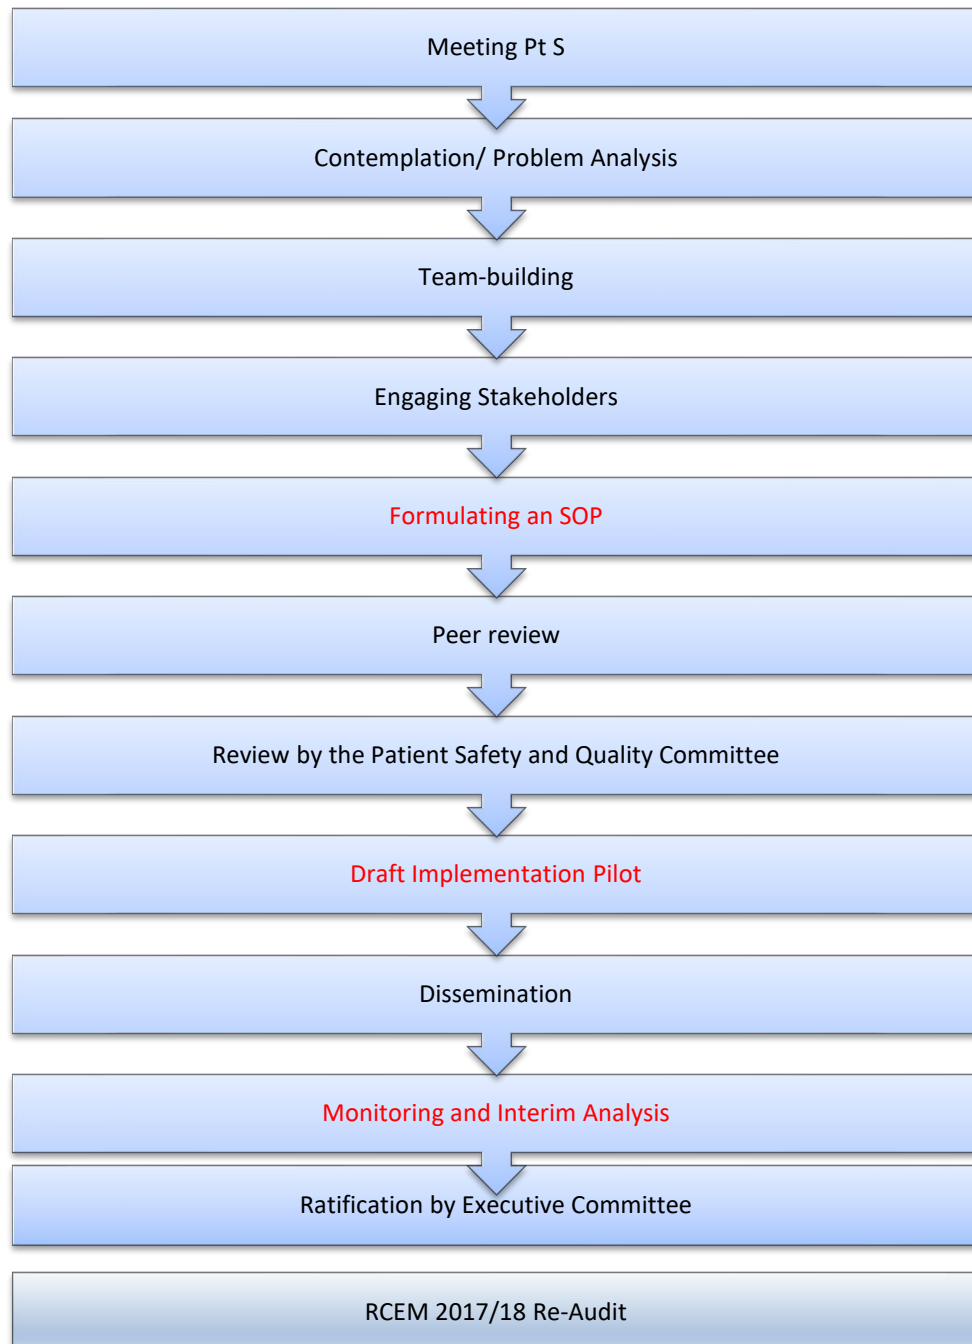 Meeting Pt S
Contemplation/ Problem Analysis
Team-building
Engaging Stakeholders
Formulating an SOP
Peer review
Review by the Patient Safety and Quality Committee
Draft Implementation Pilot
Dissemination
Monitoring and Interim Analysis
Ratification by Executive Committee
RCEM 2017/18 Re-Audit